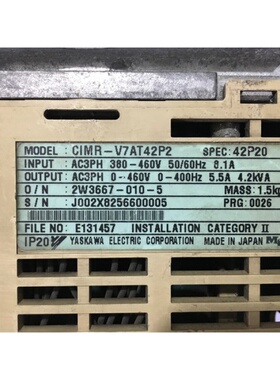 MODEL: CIMR-V7AT42P2 SPEC: 42P20
INPUT: AC3PH 380-460V 50/60Hz 8.1A
OUTPUT: AC3PH 0-460V 0-400Hz 5.5A 4.2kVA
O/N : 2W3667-010-5 MASS: 1.5kg
S/N : J002X8256600005 PRG: 0026
FILE NO: E131457 INSTALLATION CATEGORY II
IP20 YASKAWA ELECTRIC CORPORATION MADE IN JAPAN